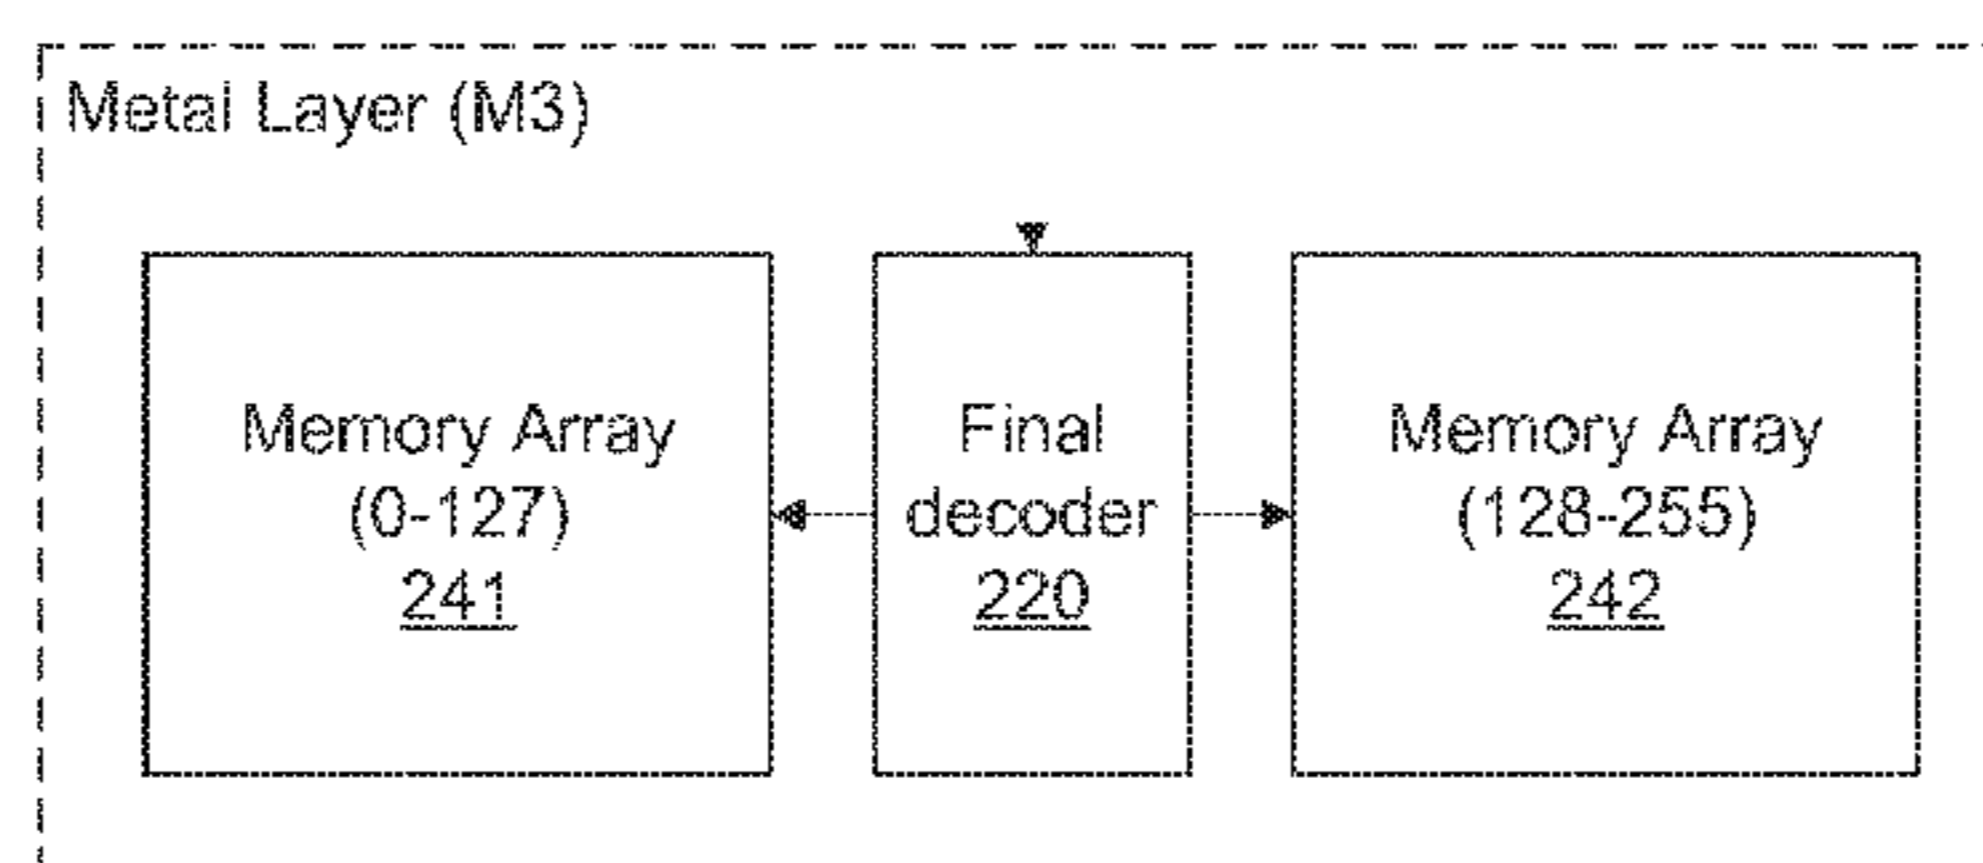 Metal Layer (M3)
Memory Array
(0-127)
241
Final
decoder
220
Memory Array
(128-255)
242